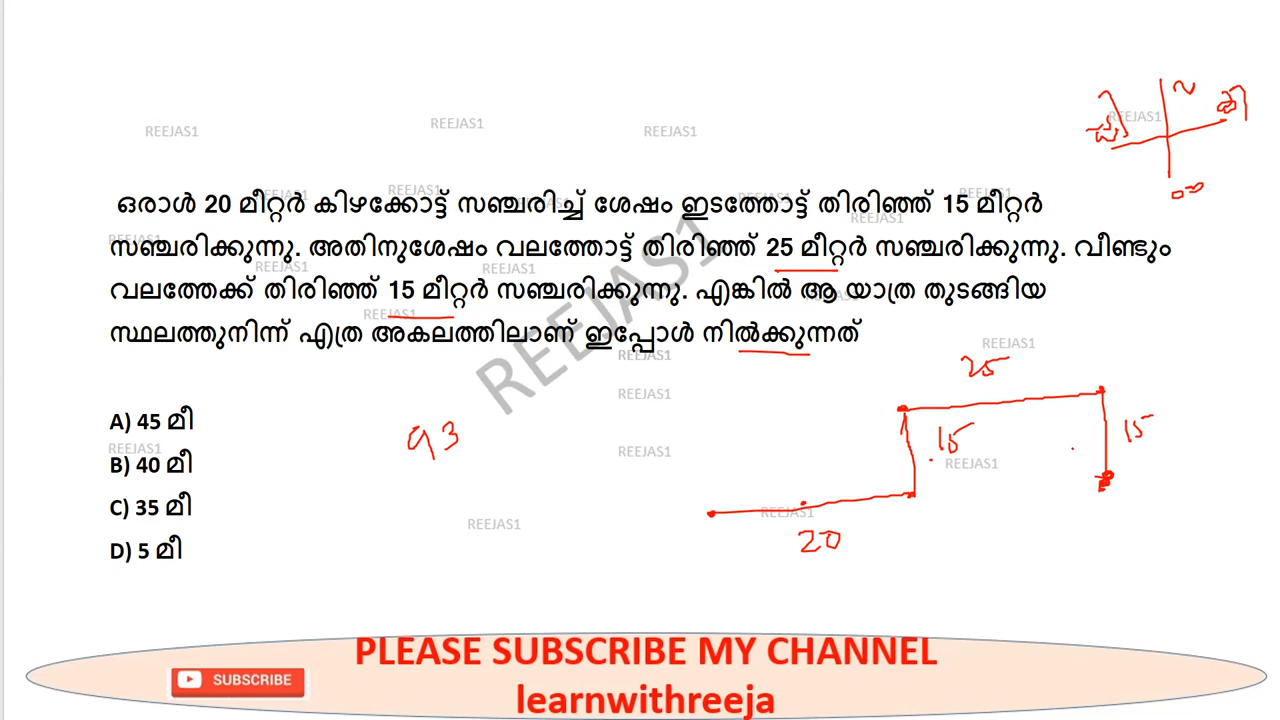 വ
പ
കി
തെ
ഒരാൾ 20 മീറ്റർ കിഴക്കോട്ട് സഞ്ചരിച്ച് ശേഷം ഇടത്തോട്ട് തിരിഞ്ഞ് 15 മീറ്റർ
സഞ്ചരിക്കുന്നു. അതിനുശേഷം വലത്തോട്ട് തിരിഞ്ഞ് 25 മീറ്റർ സഞ്ചരിക്കുന്നു. വീണ്ടും
വലത്തേക്ക് തിരിഞ്ഞ് 15 മീറ്റർ സഞ്ചരിക്കുന്നു. എങ്കിൽ ആ യാത്ര തുടങ്ങിയ
സ്ഥലത്തുനിന്ന് എത്ര അകലത്തിലാണ് ഇപ്പോൾ നിൽക്കുന്നത്
REEJAS1
A) 45 മീ
B) 40 മീ
C) 35 മീ
D) 5 മീ
93
25
15
15
20
PLEASE SUBSCRIBE MY CHANNEL
SUBSCRIBE
learnwithreeja